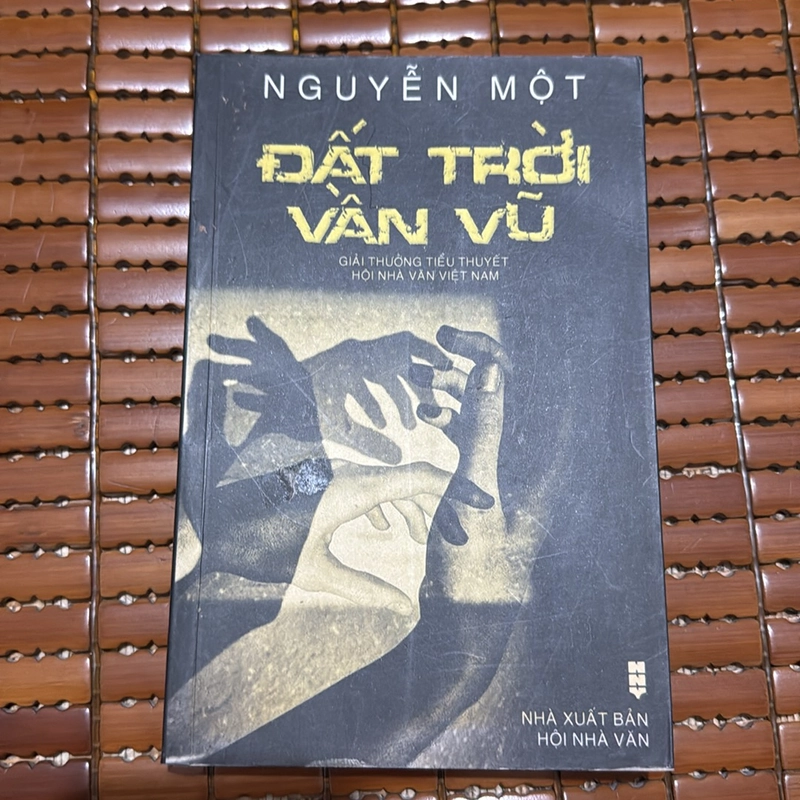 NGUYỄN MỘT
ĐẤT TRỜI
VẦN VŨ
GIẢI THƯỞNG TIỂU THUYẾT
HỘI NHÀ VĂN VIỆT NAM
HNV
NHÀ XUẤT BẢN
HỘI NHÀ VĂN